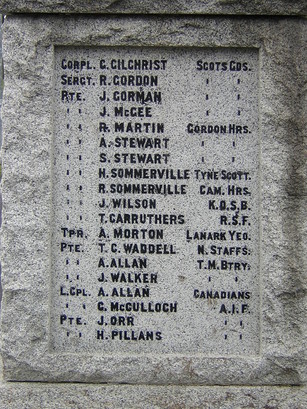 CORPL. G. GILCHRIST SCOTS GDS.
SERGT. R. GORDON " "
PTE. J. GORMAN " "
" " J. MCGEE " "
" " R. MARTIN GORDON HRS.
" " A. STEWART " "
" " S. STEWART " "
" " H. SOMMERVILLE TYNE SCOTT.
" " R. SOMMERVILLE CAM. HRS.
" " J. WILSON K.O.S.B.
" " T. CARRUTHERS R.S.F.
TPR. A. MORTON LANARK YEO.
PTE. T. C. WADDELL N. STAFFS.
" " A. ALLAN T.M. BTRY.
" " J. WALKER " "
L. CPL. A. ALLAN CANADIANS
" " G. MCCULLOCH A.I.F.
PTE. J. ORR " "
" " H. PILLANS " "